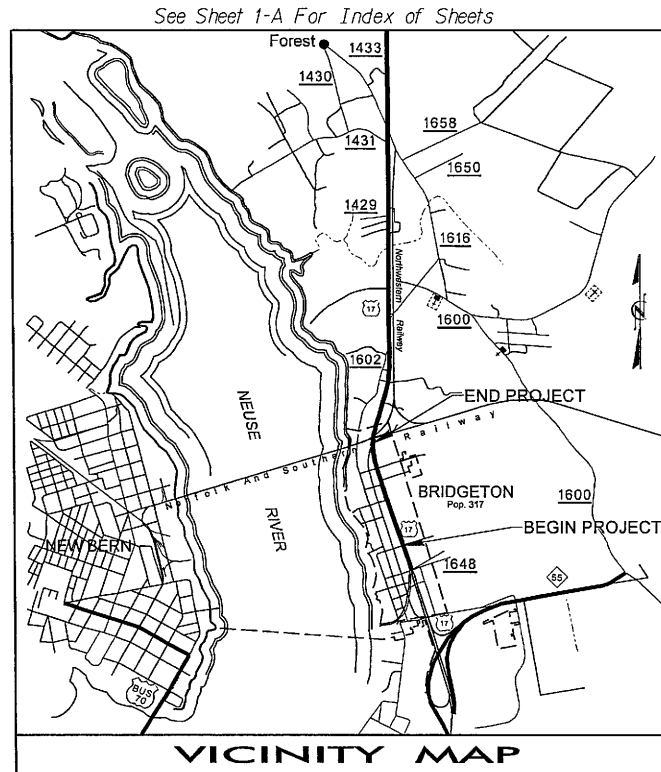 See Sheet 1-A For Index of Sheets
Forest
1433
1430
1658
1431
1650
1429
1616
Northwestern Railway
17
1600
1602
END PROJECT
NEUSE
RIVER
Norfolk And Southern Railway
BRIDGETON
Pop. 317
1600
17
BEGIN PROJECT
NEW BERN
1648
55
17
BUS
70
VICINITY MAP